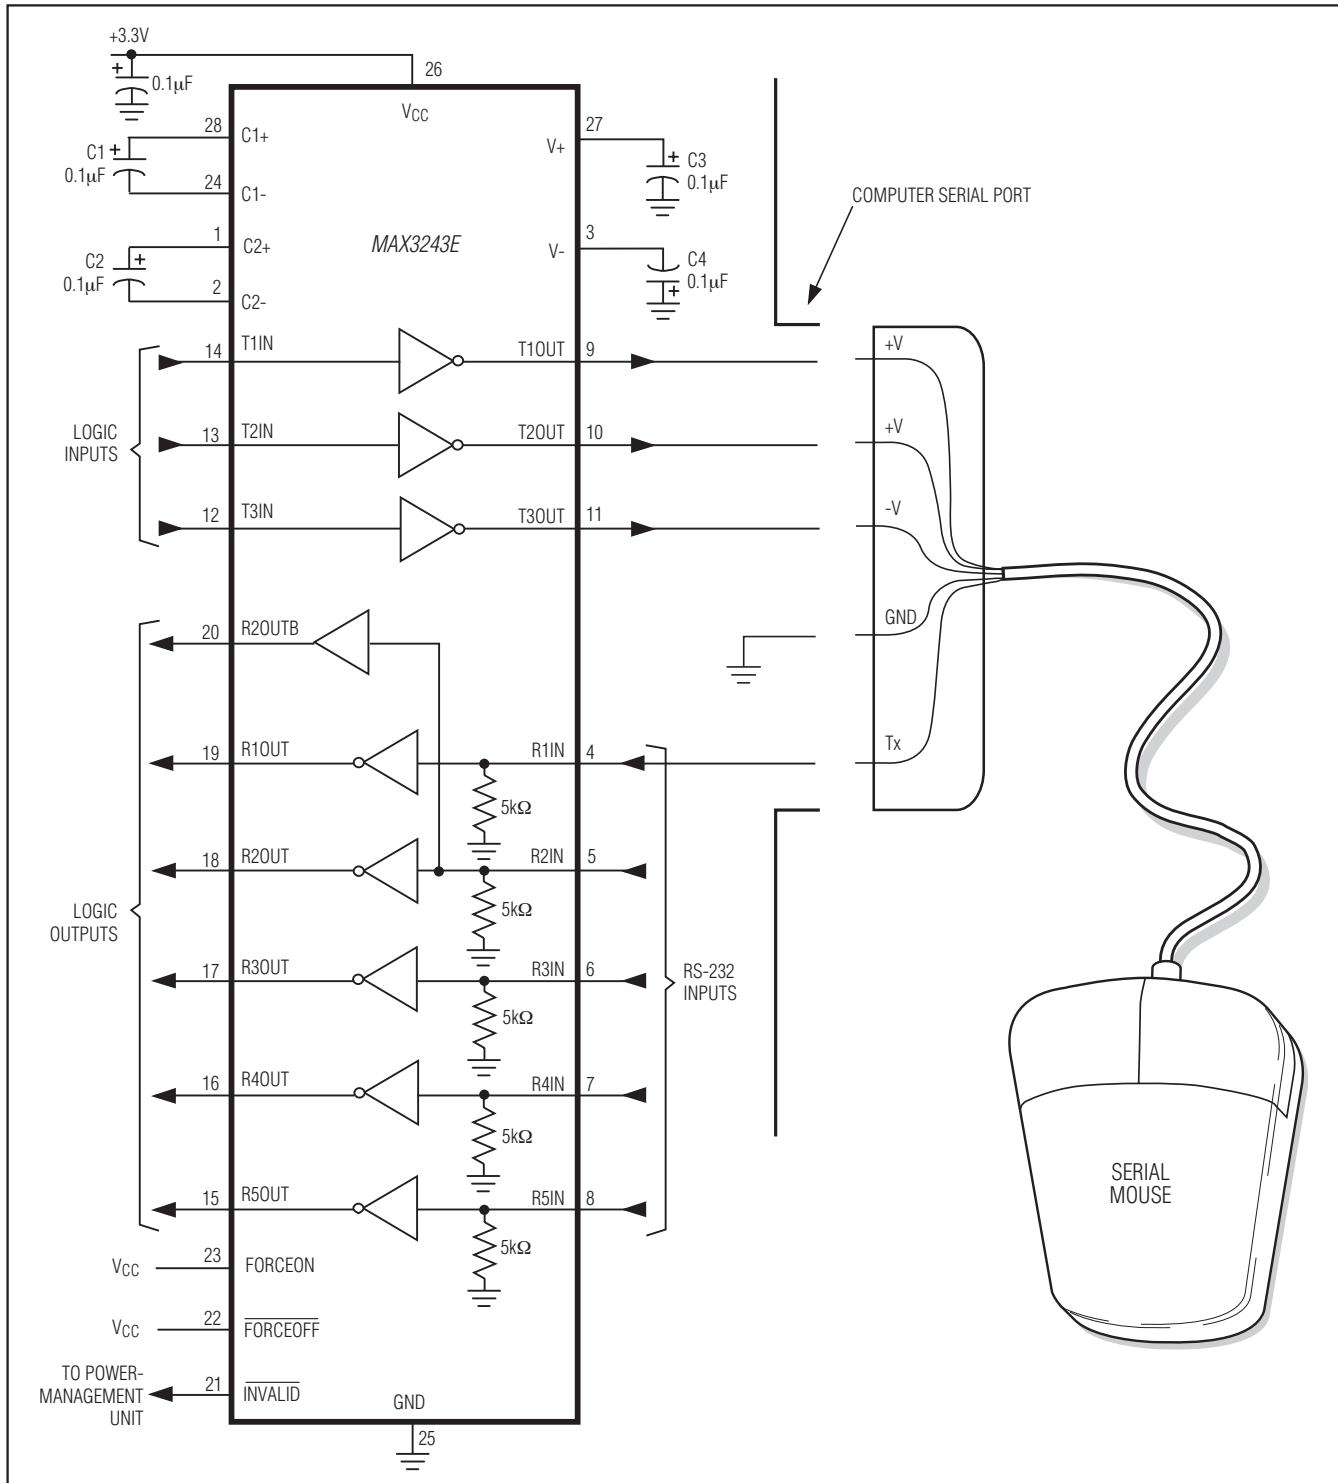 +3.3V
26
0.1μF
VCC
28
C1+
27
V+
C1
0.1μF
+
C3
0.1μF
24
C1-
COMPUTER SERIAL PORT
1
C2+
MAX3243E
3
V-
C2
0.1μF
+
C4
0.1μF
2
C2-
LOGIC
INPUTS
14
T1IN
T1OUT
9
+V
13
T2IN
T2OUT
10
+V
12
T3IN
T3OUT
11
-V
GND
Tx
LOGIC
OUTPUTS
20
R2OUTB
19
R1OUT
R1IN
4
5kΩ
18
R2OUT
R2IN
5
5kΩ
17
R3OUT
R3IN
6
5kΩ
RS-232
INPUTS
16
R4OUT
R4IN
7
5kΩ
15
R5OUT
R5IN
8
5kΩ
SERIAL
MOUSE
VCC
23
FORCEON
VCC
22
FORCEOFF
TO POWER-
MANAGEMENT
UNIT
21
INVALID
GND
25